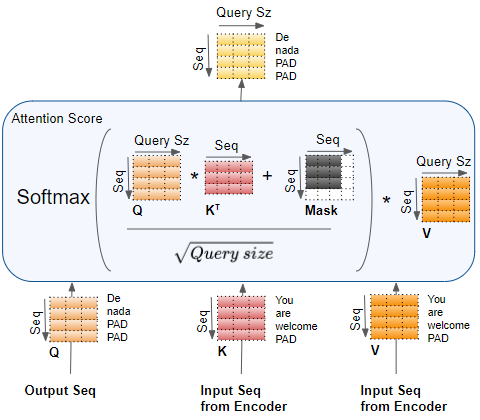 Query Sz
Seq
De
nada
PAD
PAD
Attention Score
Softmax
Query Sz
Seq
Q
*
Seq
Kᵀ
+
Seq
Seq
Mask
√Query size
*
Query Sz
Seq
V
Seq
Q
De
nada
PAD
PAD
Seq
K
You
are
welcome
PAD
Seq
V
You
are
welcome
PAD
Output Seq
Input Seq
from Encoder
Input Seq
from Encoder